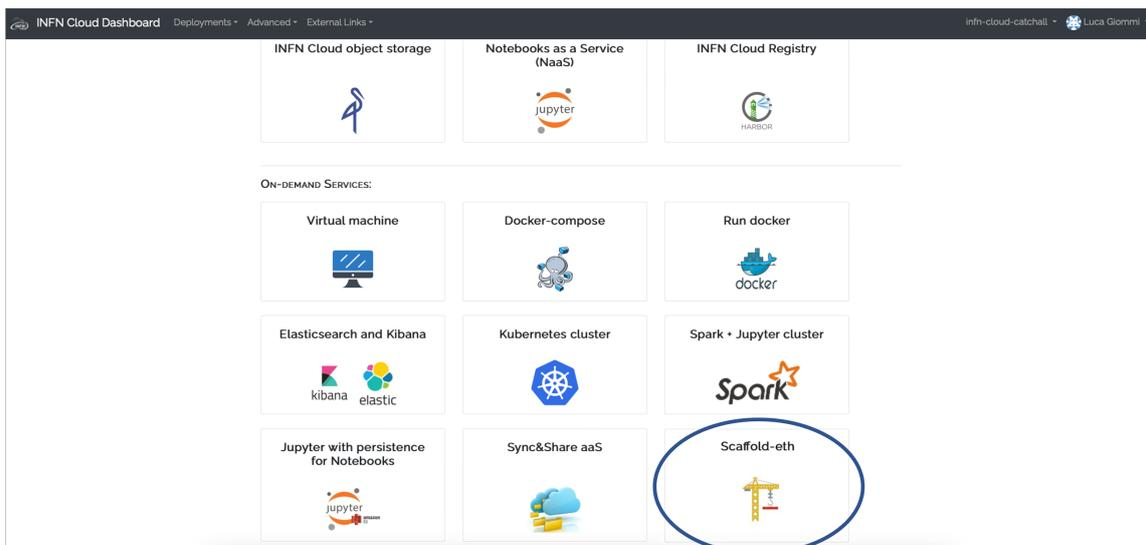 INFN Cloud Dashboard Deployments Advanced External Links infn-cloud-catchall Luca Giommi
INFN Cloud object storage
Notebooks as a Service
(NaaS)
jupyter
INFN Cloud Registry
HARBOR
On-demand Services:
Virtual machine
Docker-compose
Run docker
docker
Elasticsearch and Kibana
kibana
elastic
Kubernetes cluster
Spark + Jupyter cluster
Spark
Jupyter with persistence
for Notebooks
jupyter
Sync&Share aaS
Scaffold-eth